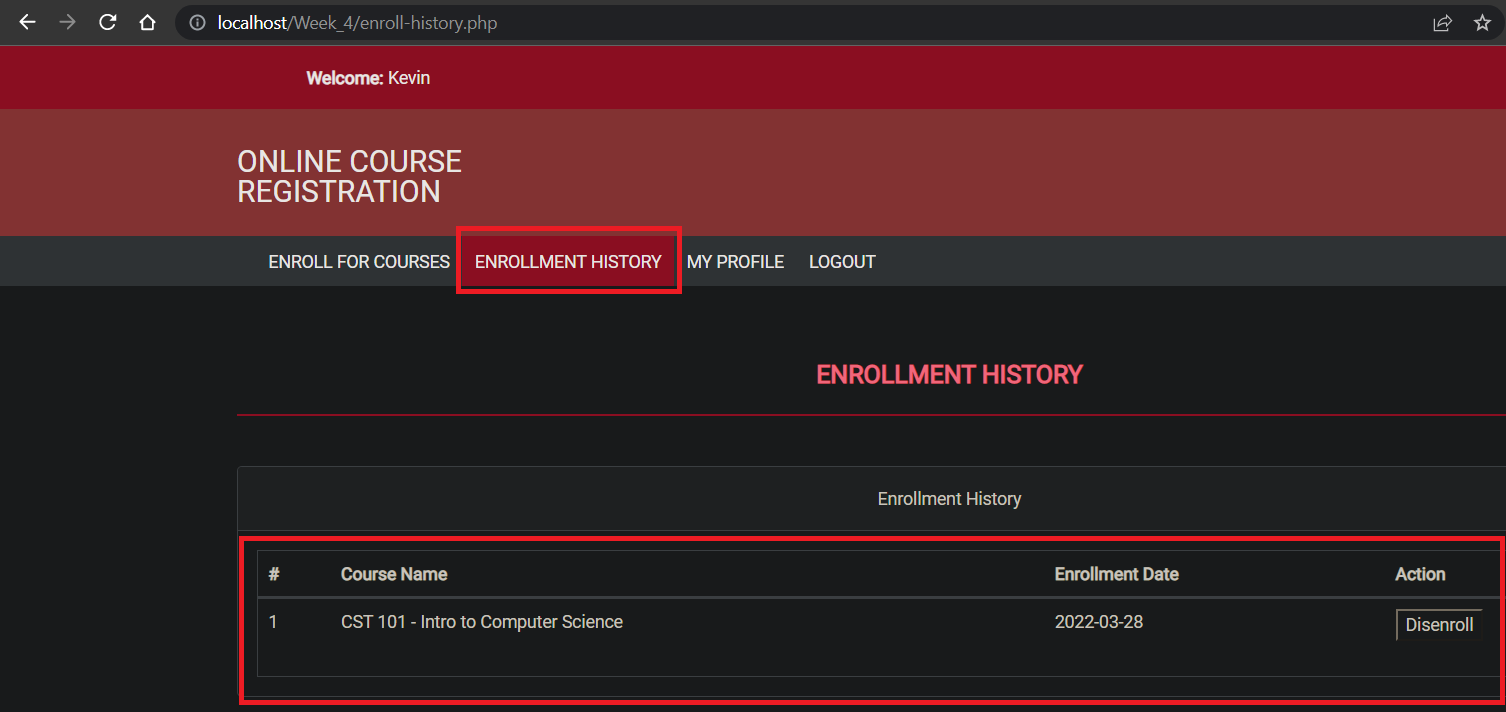 localhost/Week_4/enroll-history.php
Welcome: Kevin
ONLINE COURSE
REGISTRATION
ENROLL FOR COURSES ENROLLMENT HISTORY MY PROFILE LOGOUT
ENROLLMENT HISTORY
Enrollment History
# Course Name Enrollment Date Action
1 CST 101 - Intro to Computer Science 2022-03-28 Disenroll